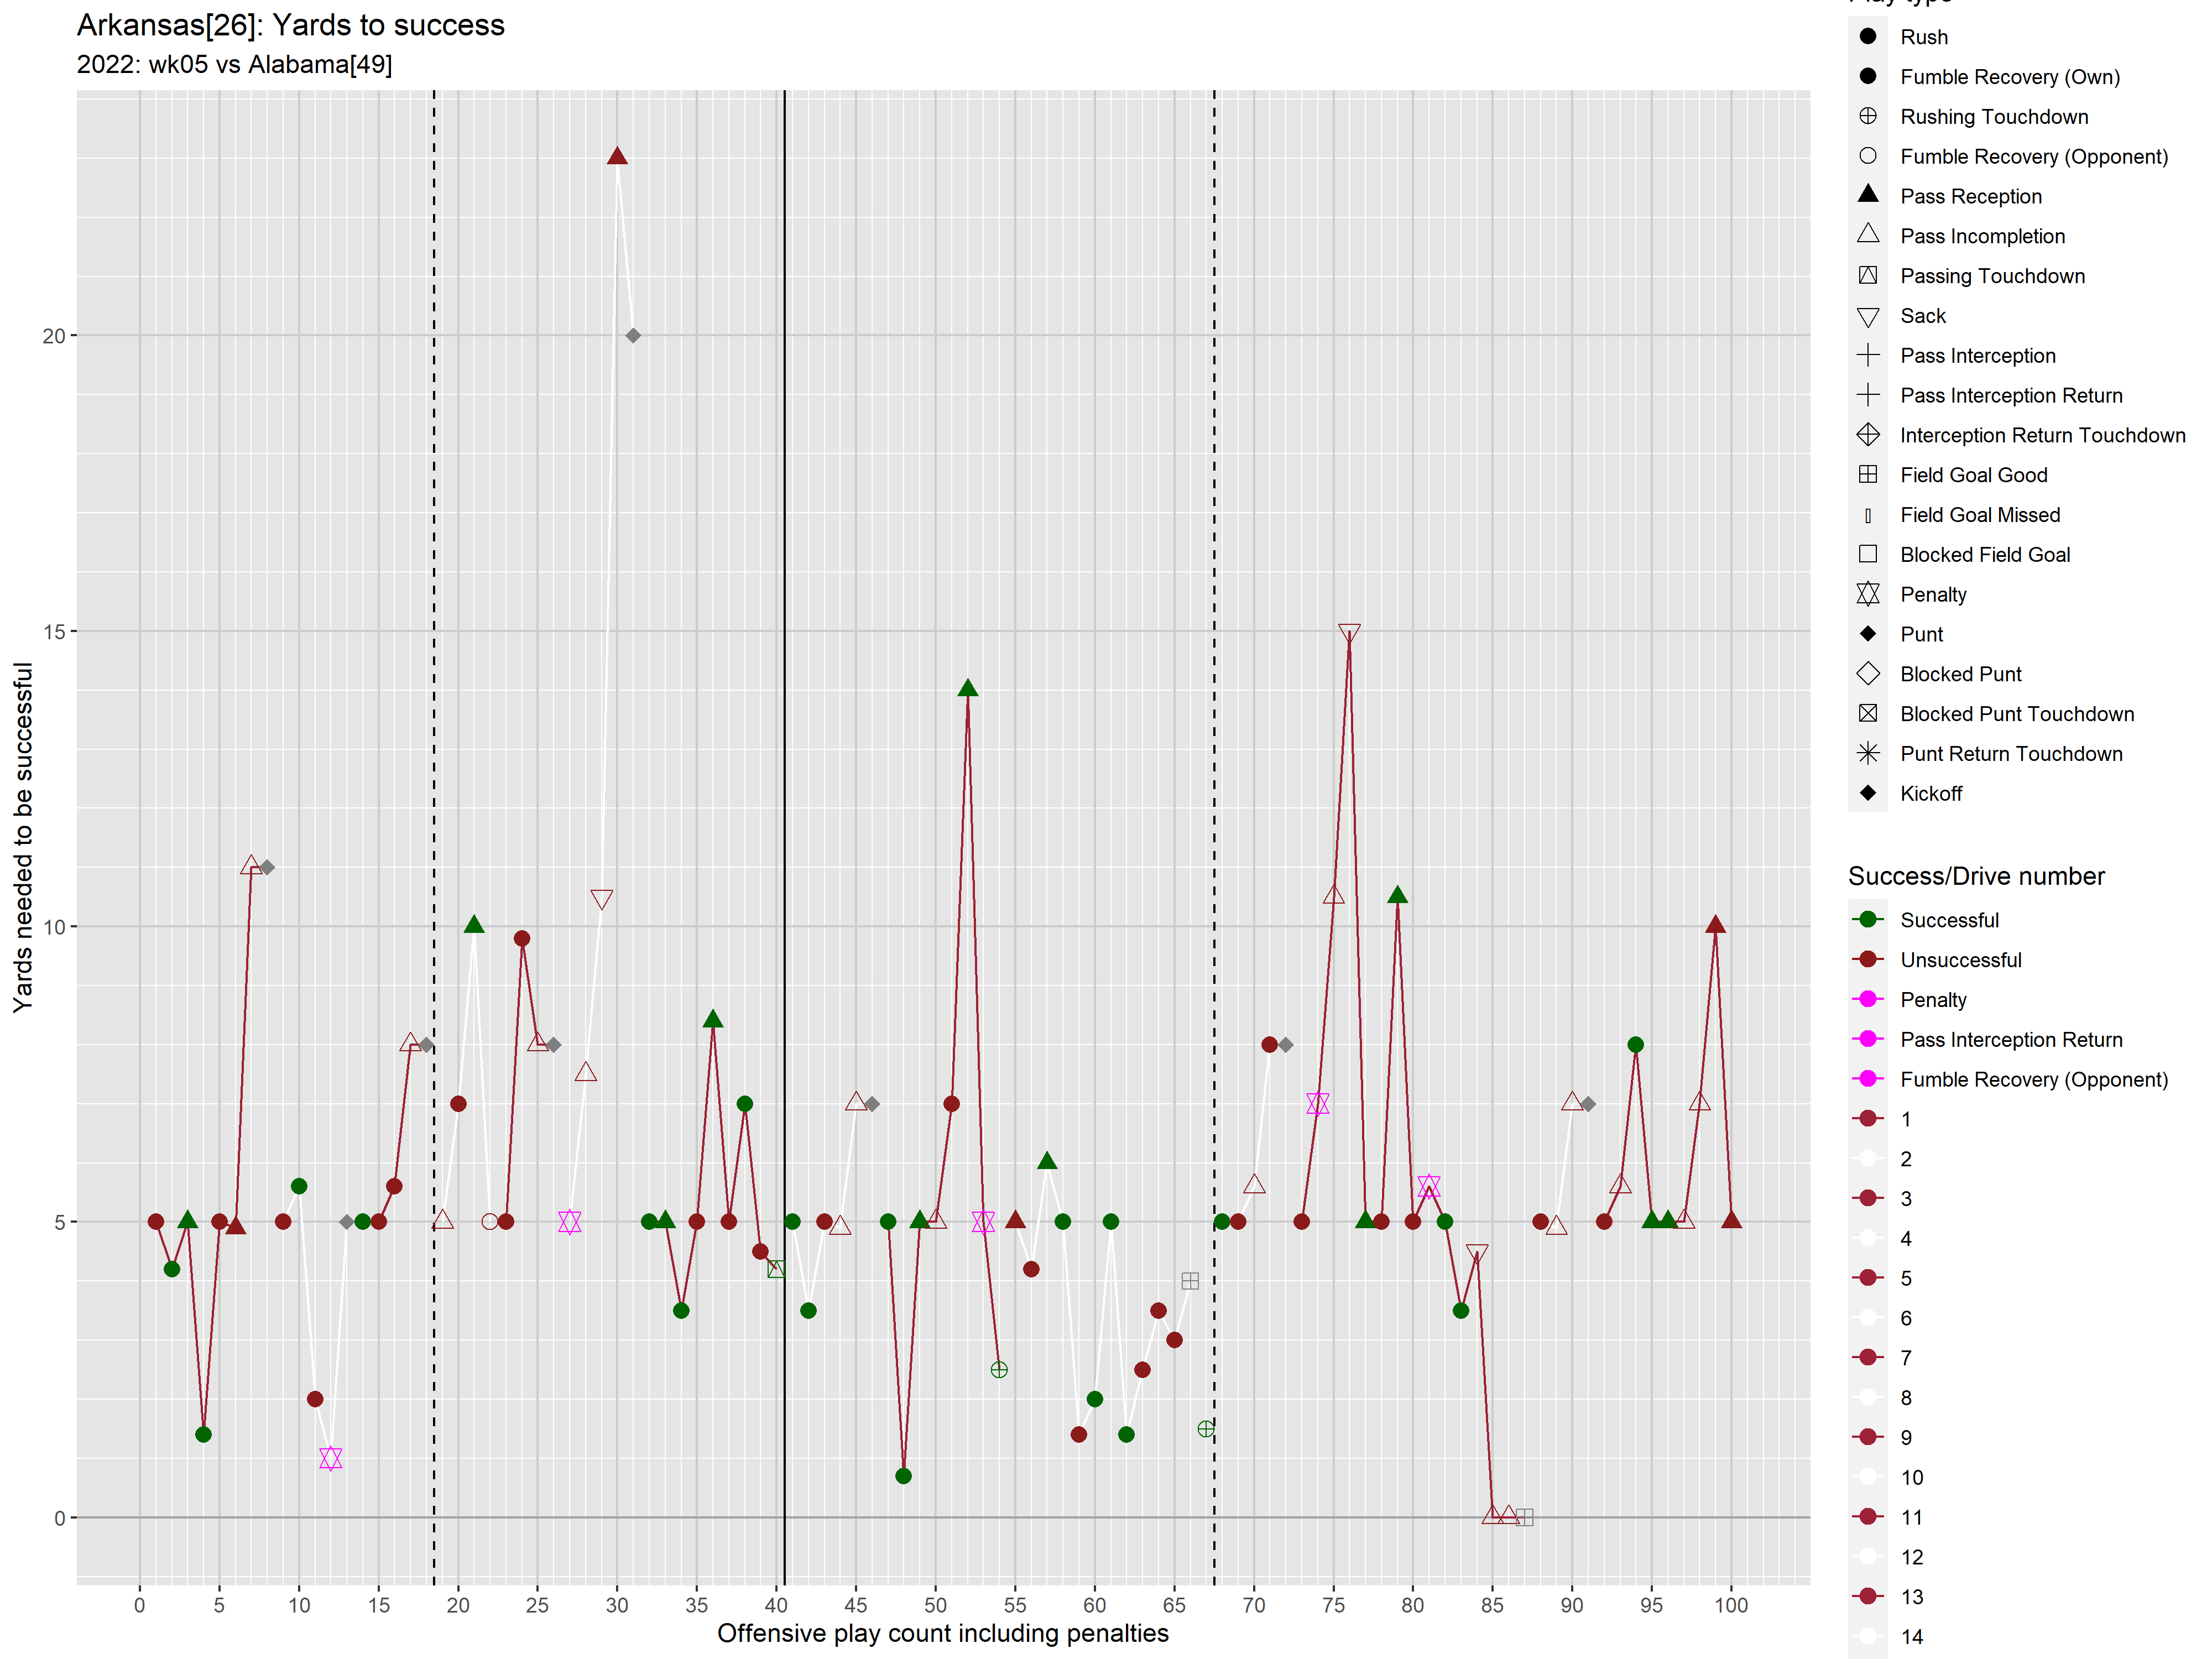 Arkansas[26]: Yards to success
2022: wk05 vs Alabama[49]
Yards needed to be successful
20
15
10
5
0
0 5 10 15 20 25 30 35 40 45 50 55 60 65 70 75 80 85 90 95 100
Offensive play count including penalties
Play type
Rush
Fumble Recovery (Own)
Rushing Touchdown
Fumble Recovery (Opponent)
Pass Reception
Pass Incompletion
Passing Touchdown
Sack
Pass Interception
Pass Interception Return
Interception Return Touchdown
Field Goal Good
Field Goal Missed
Blocked Field Goal
Penalty
Punt
Blocked Punt
Blocked Punt Touchdown
Punt Return Touchdown
Kickoff
Success/Drive number
Successful
Unsuccessful
Penalty
Pass Interception Return
Fumble Recovery (Opponent)
1
2
3
4
5
6
7
8
9
10
11
12
13
14